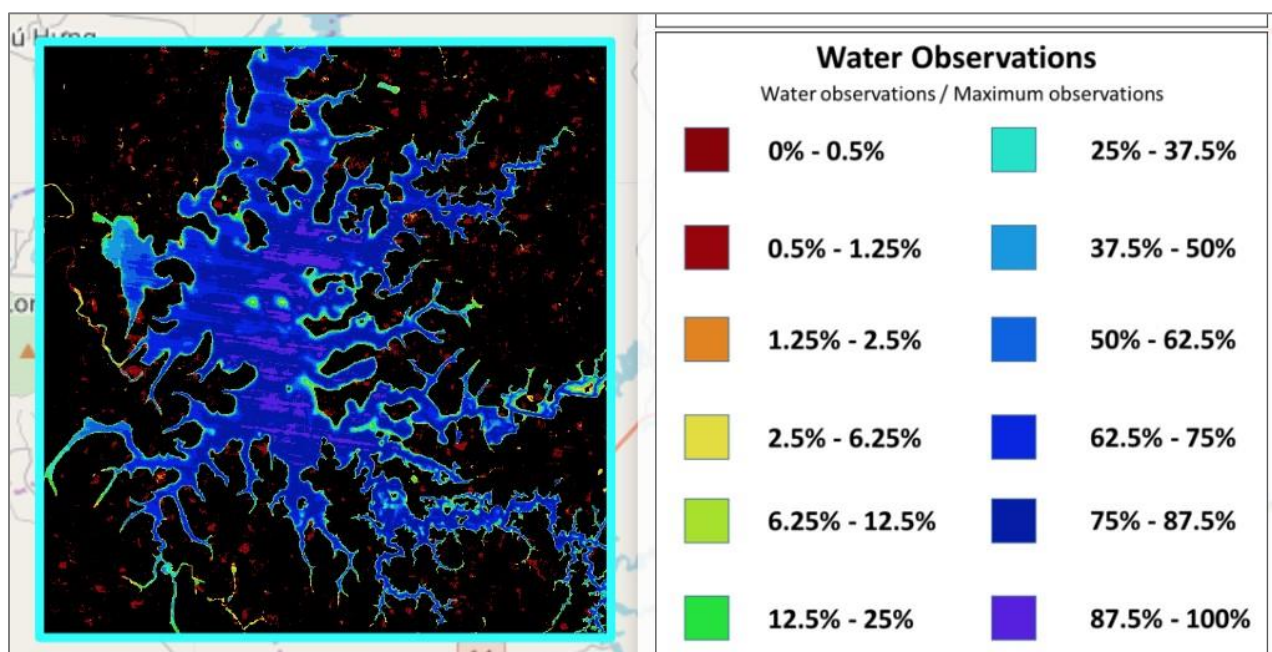 ú Hưng
Water Observations
Water observations / Maximum observations
0% - 0.5%
25% - 37.5%
0.5% - 1.25%
37.5% - 50%
1.25% - 2.5%
50% - 62.5%
2.5% - 6.25%
62.5% - 75%
6.25% - 12.5%
75% - 87.5%
12.5% - 25%
87.5% - 100%